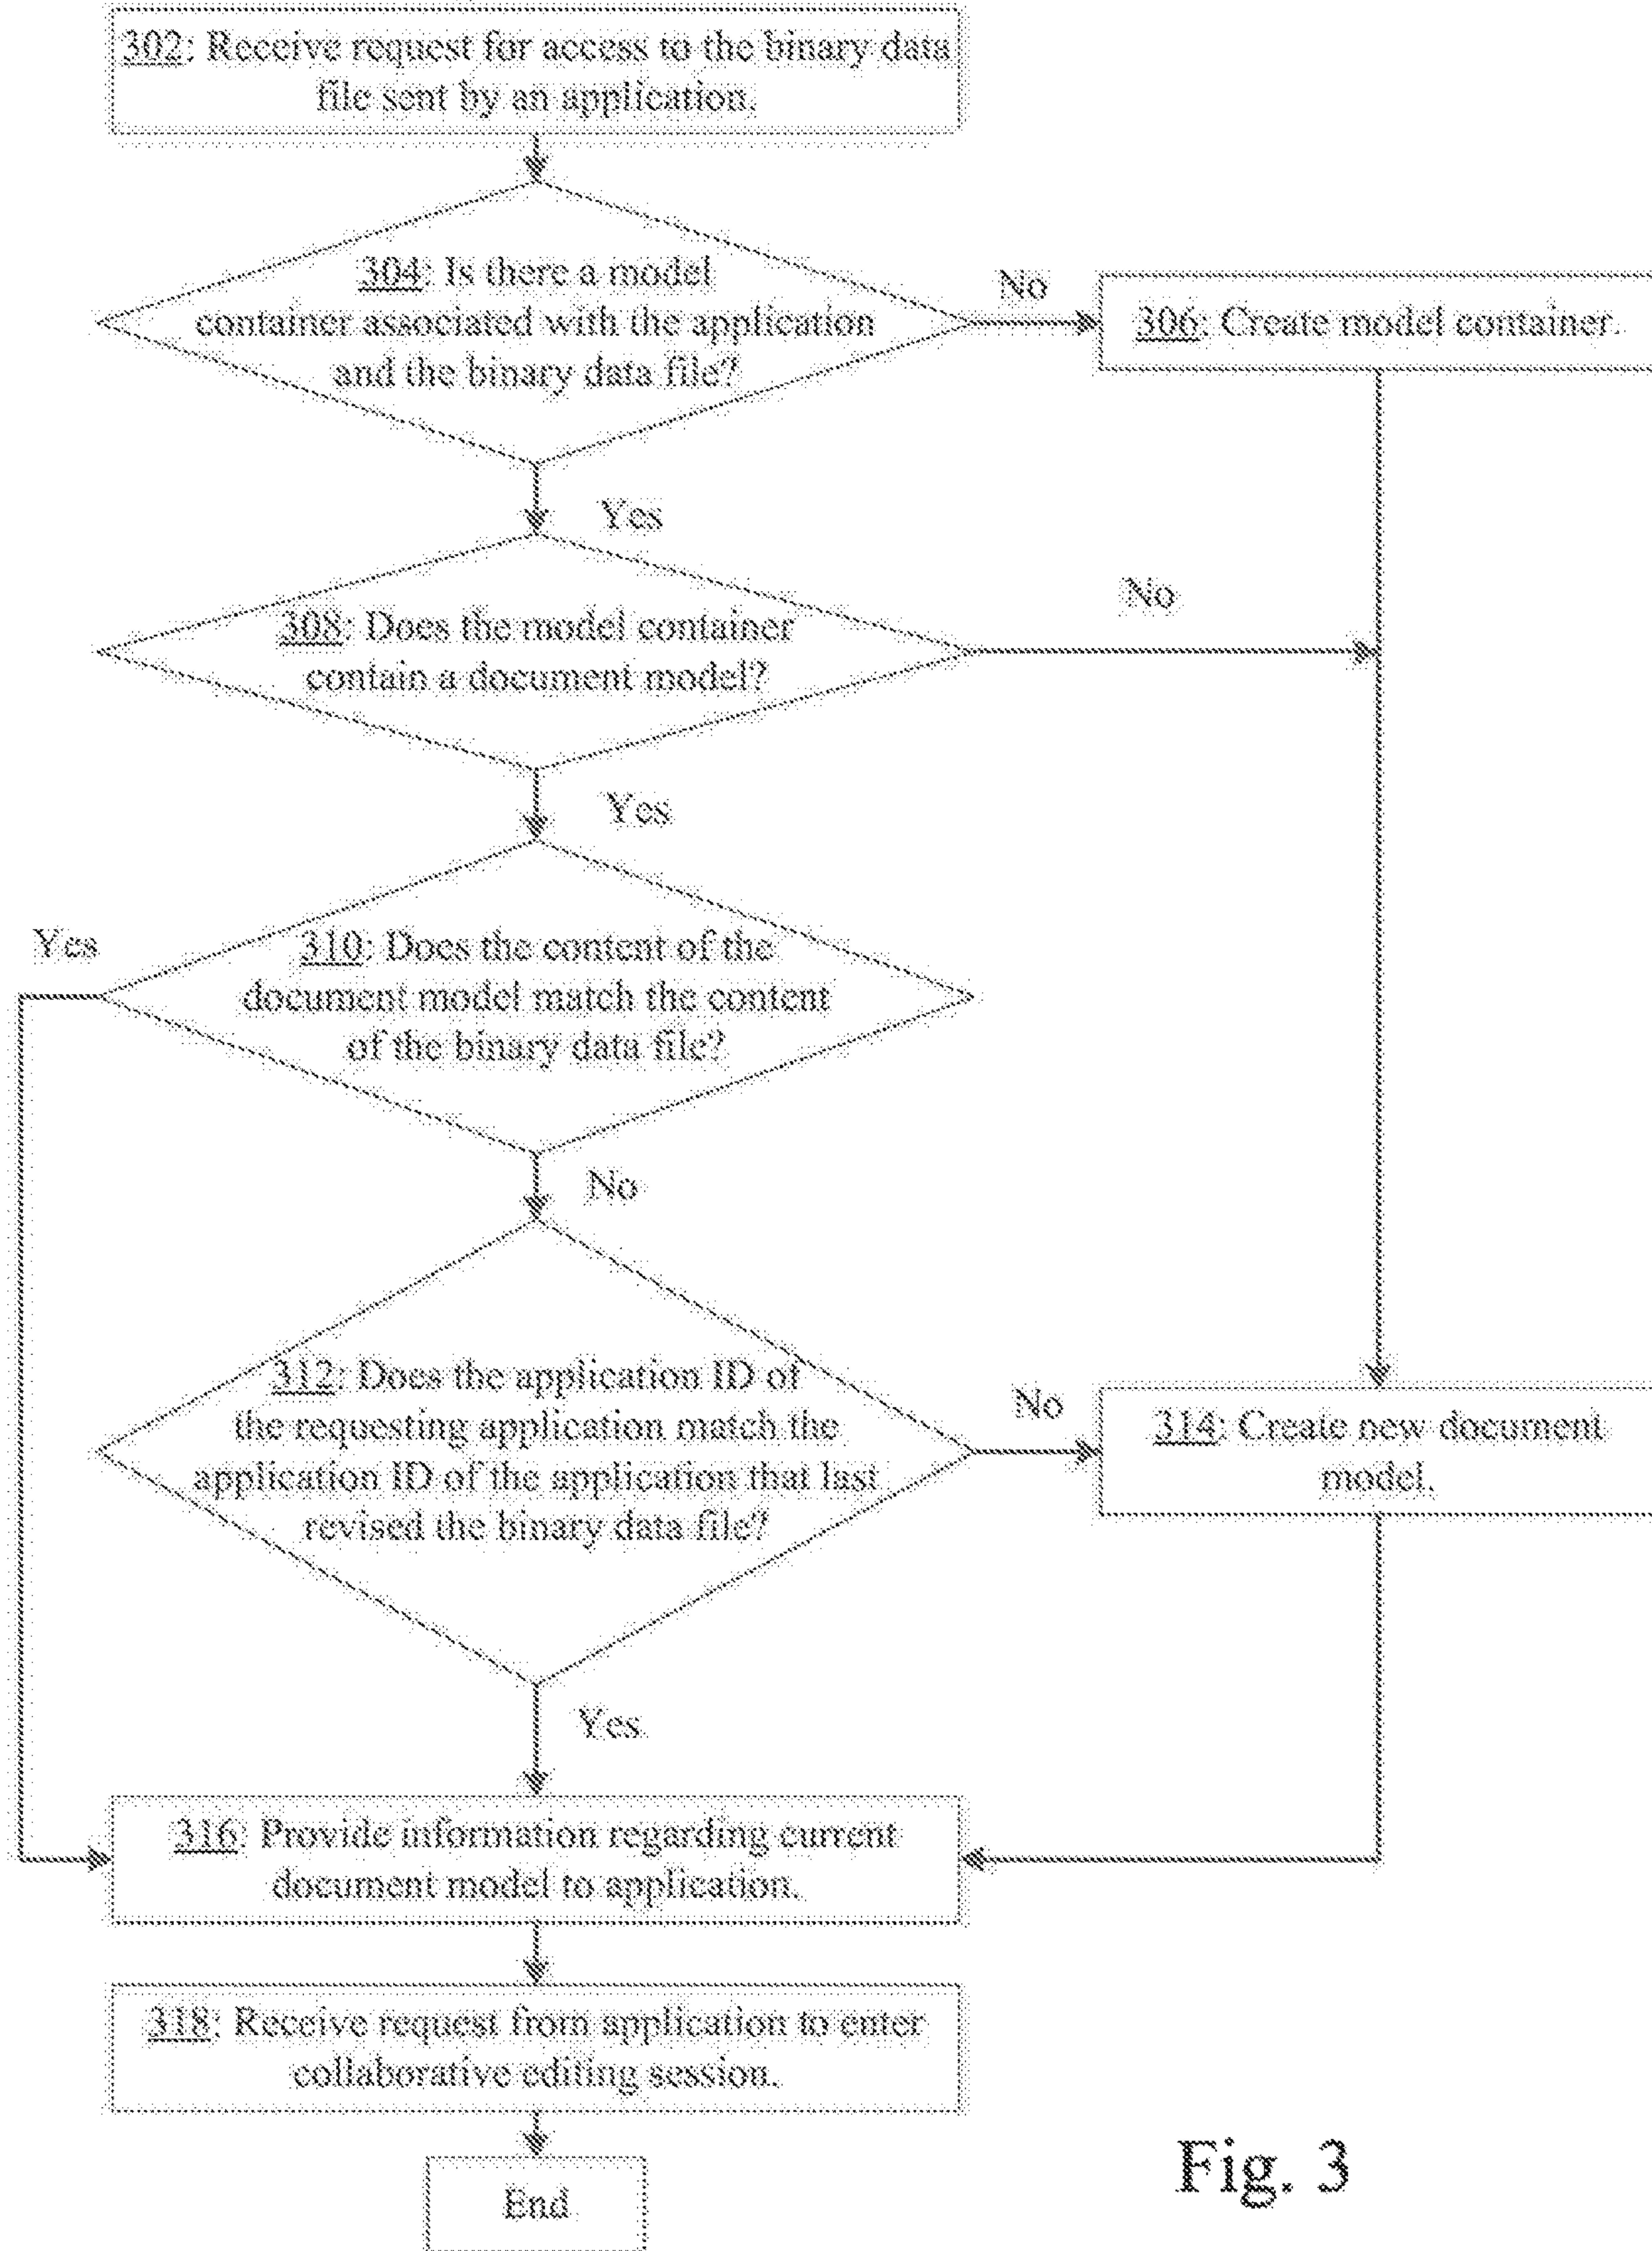 302: Receive request for access to the binary data
file sent by an application.
304: Is there a model
container associated with the application
and the binary data file?
No
306: Create model container.
Yes
308: Does the model container
contain a document model?
No
Yes
Yes
310: Does the content of the
document model match the content
of the binary data file?
No
312: Does the application ID of
the requesting application match the
application ID of the application that last
revised the binary data file?
No
314: Create new document
model.
Yes
316: Provide information regarding current
document model to application.
318: Receive request from application to enter
collaborative editing session.
End
Fig. 3